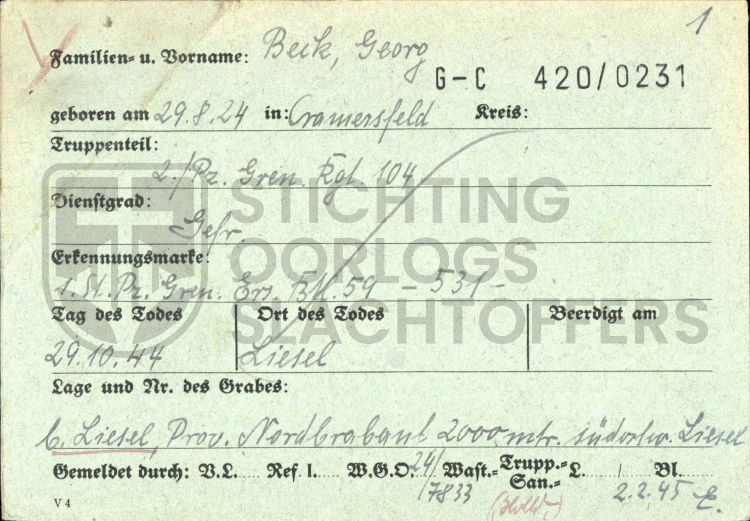 1
Familien- u. Vorname: Beck, Georg
G-C 420/0231
geboren am 29.8.24 in: Cramersfeld Kreis:
Truppenteil:
2./Pz. Gren. Rgt. 104
Dienstgrad:
Gefr.
Erkennungsmarke:
1. St. Pz. Gren. Ers. Btl. 59 - 531 -
Tag des Todes Ort des Todes Beerdigt am
29.10.44 Liesel
Lage und Nr. des Grabes:
b. Liesel, Prov. Nordbrabant 2000 mtr. südostw. Liesel
Gemeldet durch: V.L. Ref I. W.G.O. 24/7833 Wast.- Trupp.- San.- L. Bl.
(Holld.) 2.2.45
V 4
STICHTING
OORLOGS
SLACHTOFFERS